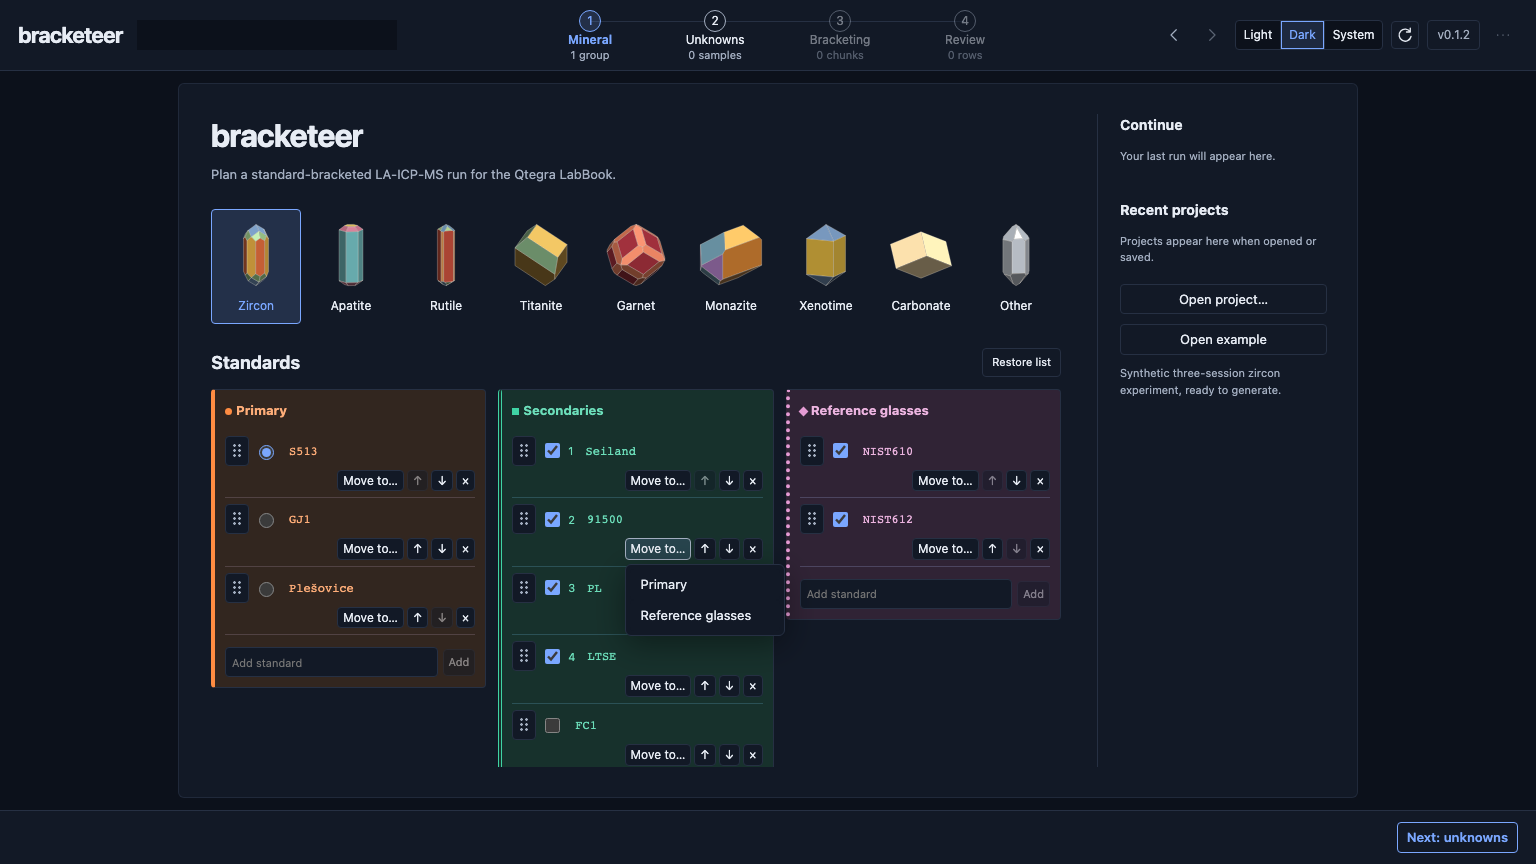 bracketeer
1
Mineral
1 group
2
Unknowns
0 samples
3
Bracketing
0 chunks
4
Review
0 rows
Light
Dark
System
v0.1.2
...
bracketeer
Plan a standard-bracketed LA-ICP-MS run for the Qtegra LabBook.
Zircon
Apatite
Rutile
Titanite
Garnet
Monazite
Xenotime
Carbonate
Other
Standards
Restore list
Primary
S513
Move to... ↑ ↓ ×
GJ1
Move to... ↑ ↓ ×
Plešovice
Move to... ↑ ↓ ×
Add standard
Add
Secondaries
1 Seiland
Move to... ↑ ↓ ×
2 91500
Move to... ↑ ↓ ×
Primary
Reference glasses
3 PL
4 LTSE
Move to... ↑ ↓ ×
FC1
Move to... ↑ ↓ ×
Reference glasses
NIST610
Move to... ↑ ↓ ×
NIST612
Move to... ↑ ↓ ×
Add standard
Add
Continue
Your last run will appear here.
Recent projects
Projects appear here when opened or
saved.
Open project...
Open example
Synthetic three-session zircon
experiment, ready to generate.
Next: unknowns